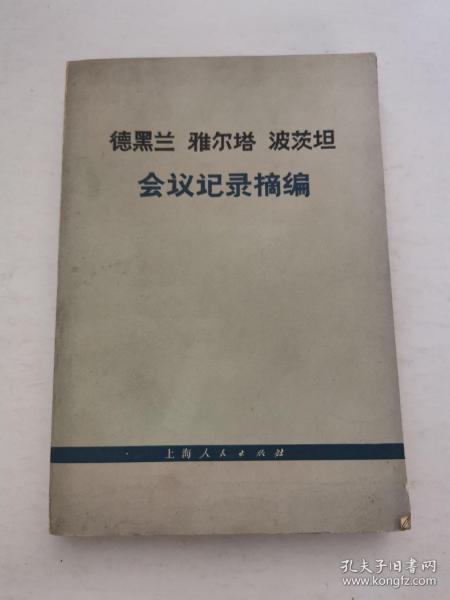 德黑兰 雅尔塔 波茨坦
会议记录摘编
上海人民出版社
孔夫子旧书网
www.kongfz.com